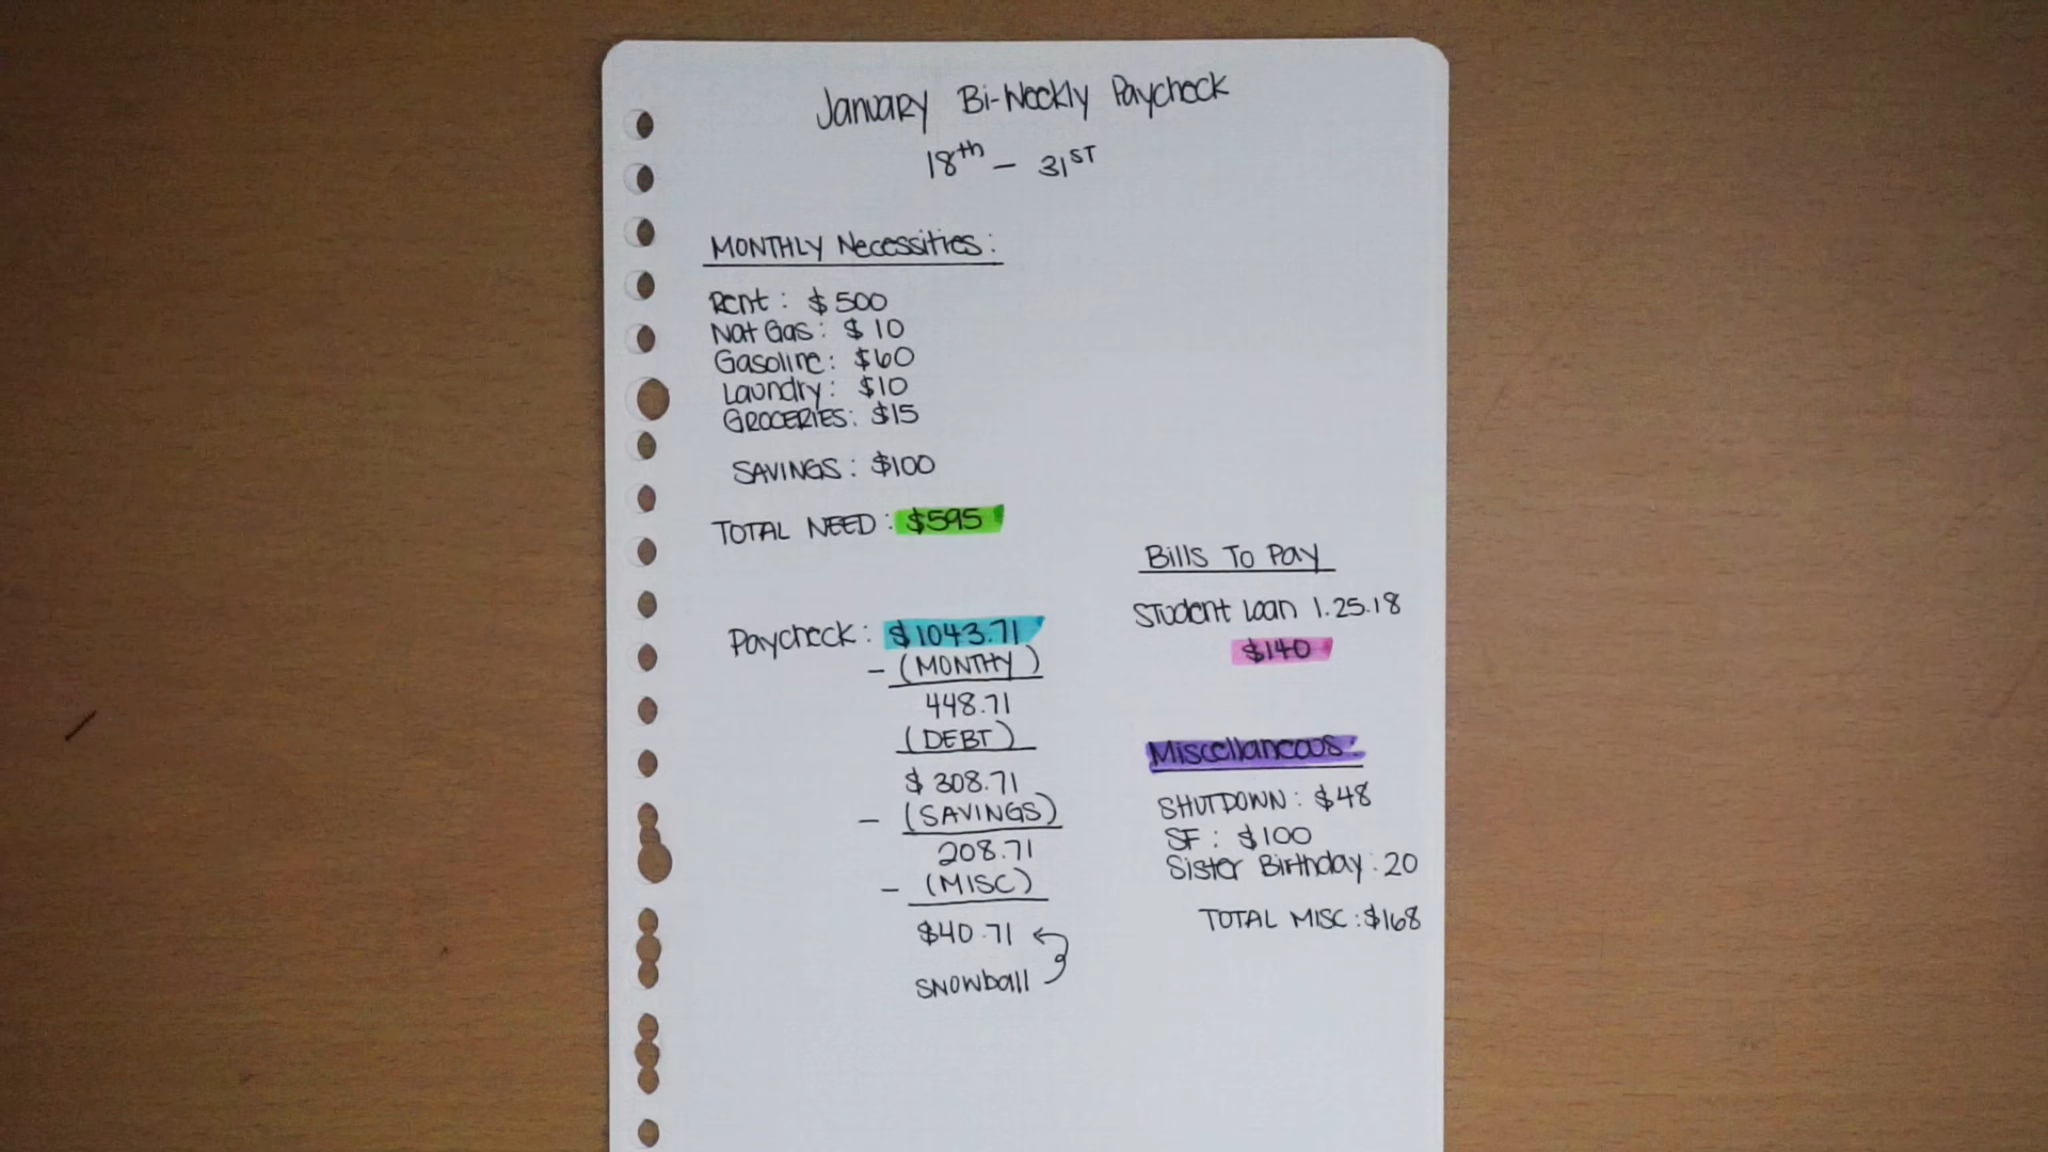 January Bi-Weekly Paycheck
18th - 31ST
MONTHLY Necessities:
Rent: $500
Nat Gas: $10
Gasoline: $60
Laundry: $10
GROCERIES: $15
SAVINGS: $100
TOTAL NEED: $595
Paycheck: $1043.71
- (MONTHY)
448.71
(DEBT)
$308.71
- (SAVINGS)
208.71
- (MISC)
$40.71
SNOWball
Bills To Pay
Student Loan 1.25.18
$140
Miscellaneous:
SHUTDOWN: $48
SF: $100
Sister Birthday: 20
TOTAL MISC: $168